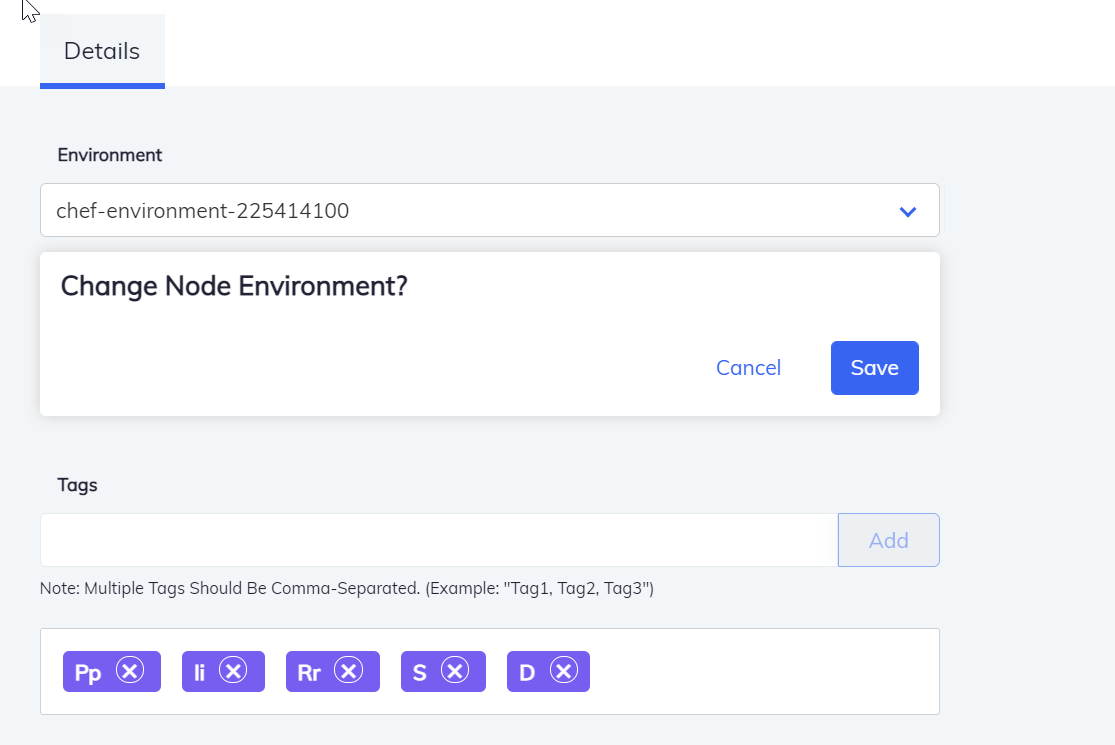 Details
Environment
chef-environment-225414100
Change Node Environment?
Cancel Save
Tags
Add
Note: Multiple Tags Should Be Comma-Separated. (Example: "Tag1, Tag2, Tag3")
Pp Ii Rr S D